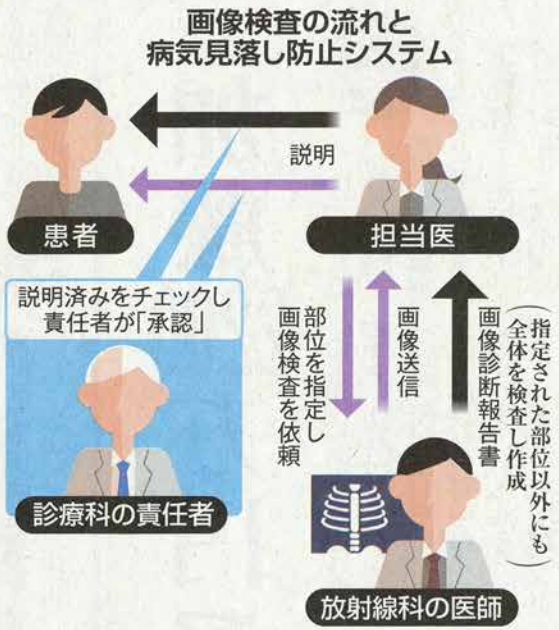 画像検査の流れと
病気見落し防止システム
説明
患者
担当医
説明済みをチェックし
責任者が「承認」
診療科の責任者
部位を指定し
画像検査を依頼
画像送信
画像診断報告書
(指定された部位以外にも
全体を検査し作成)
放射線科の医師